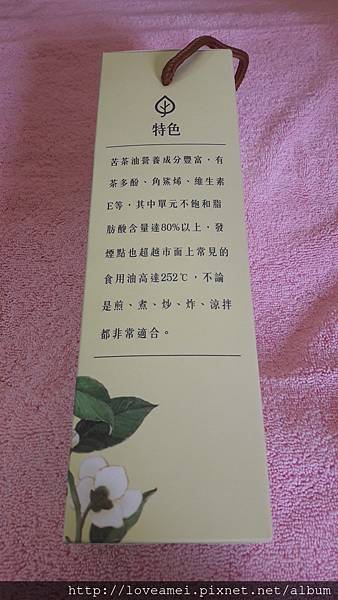 特色
苦茶油營養成分豐富，有
茶多酚、角鯊烯、維生素
E等，其中單元不飽和脂
肪酸含量達80%以上，發
煙點也超越市面上常見的
食用油高達252℃，不論
是煎、煮、炒、炸、涼拌
都非常適合。
http://loveamei.pixnet.net/album